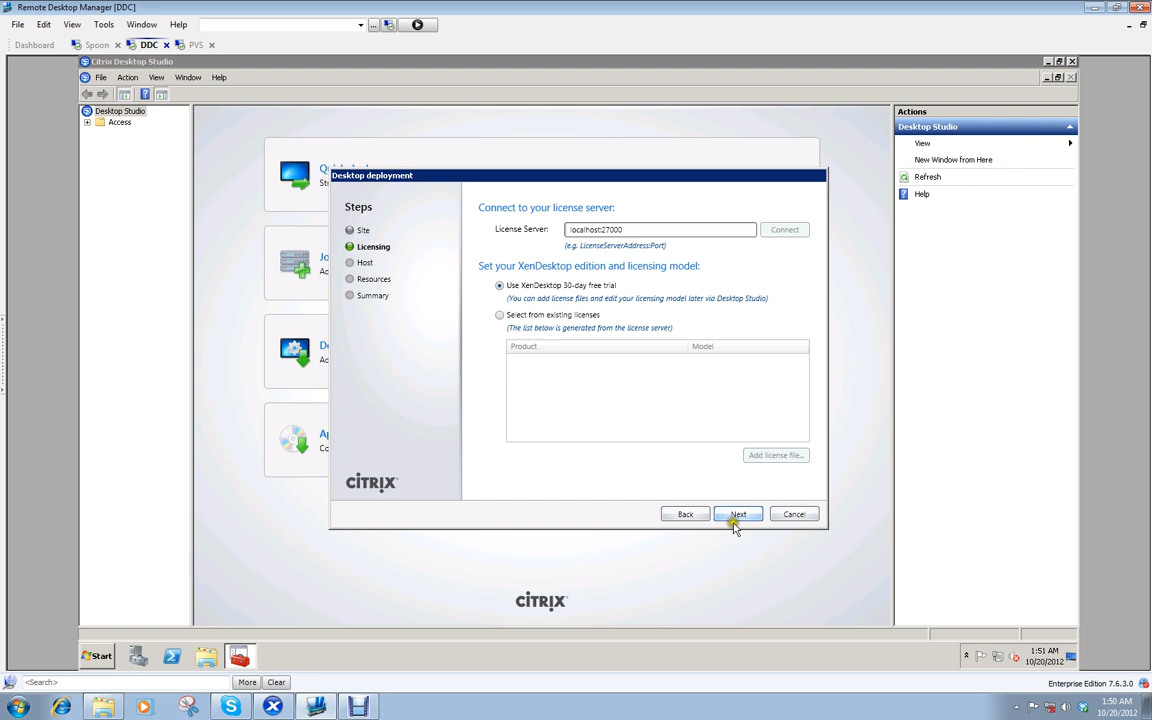 Remote Desktop Manager [DDC]
File Edit View Tools Window Help
Dashboard Spoon DDC PVS
Citrix Desktop Studio
File Action View Window Help
Desktop Studio
Access
Desktop deployment
Steps
Site
Licensing
Host
Resources
Summary
CITRIX
Connect to your license server:
License Server: localhost:27000 Connect
(e.g. LicenseServerAddress:Port)
Set your XenDesktop edition and licensing model:
Use XenDesktop 30-day free trial
(You can add license files and edit your licensing model later via Desktop Studio)
Select from existing licenses
(The list below is generated from the license server)
Product Model
Add license file...
Back Next Cancel
CITRIX
Actions
Desktop Studio
View
New Window from Here
Refresh
Help
Start
1:51 AM
10/20/2012
<Search> More Clear
Enterprise Edition 7.6.3.0
1:50 AM
10/20/2012